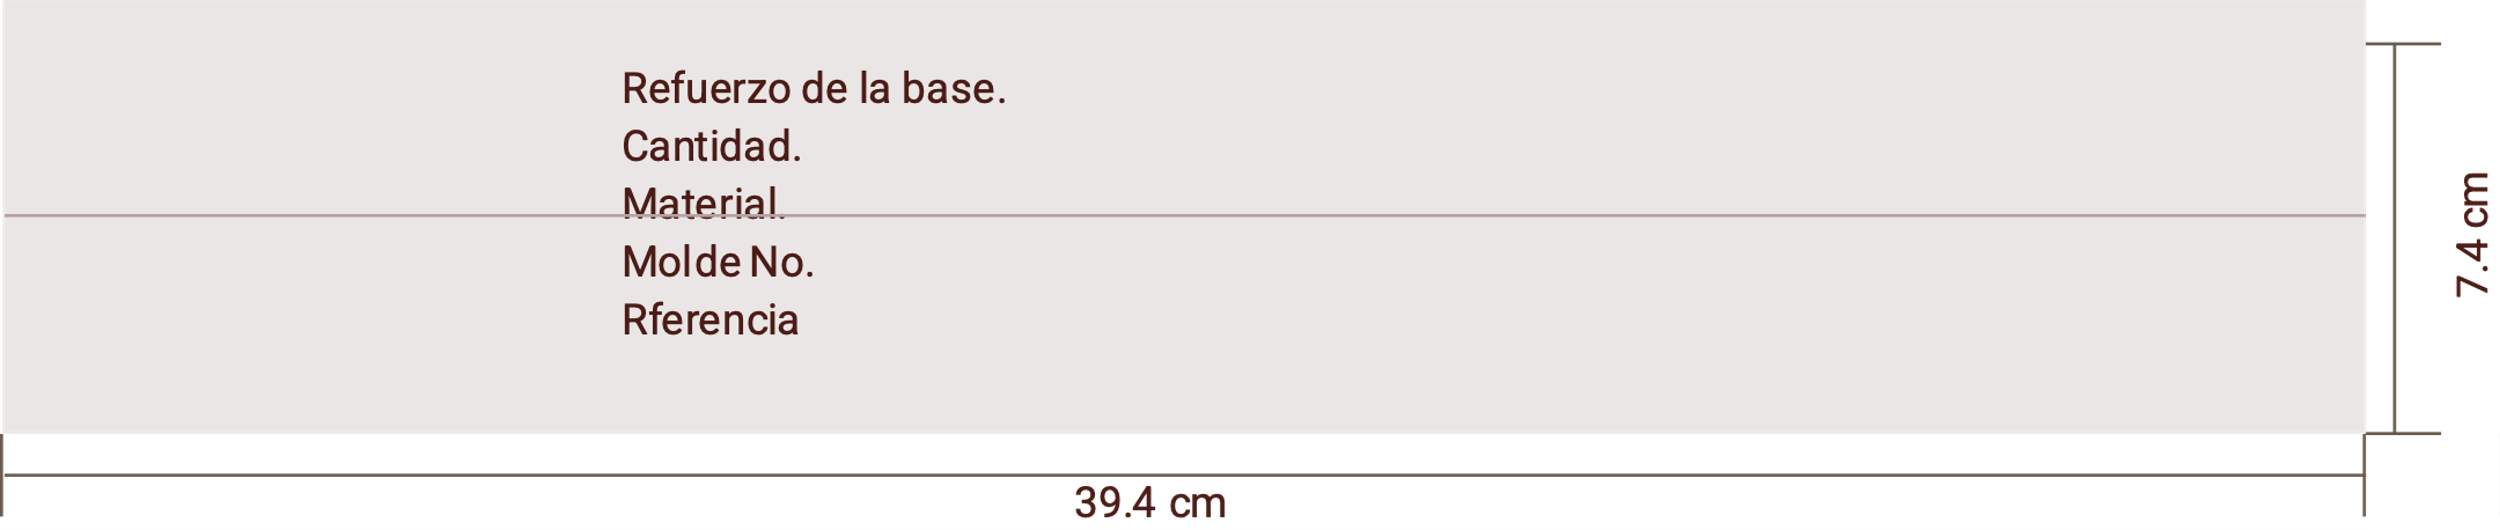 Refuerzo de la base.
Cantidad.
Material.
Molde No.
Rferencia
7.4 cm
39.4 cm